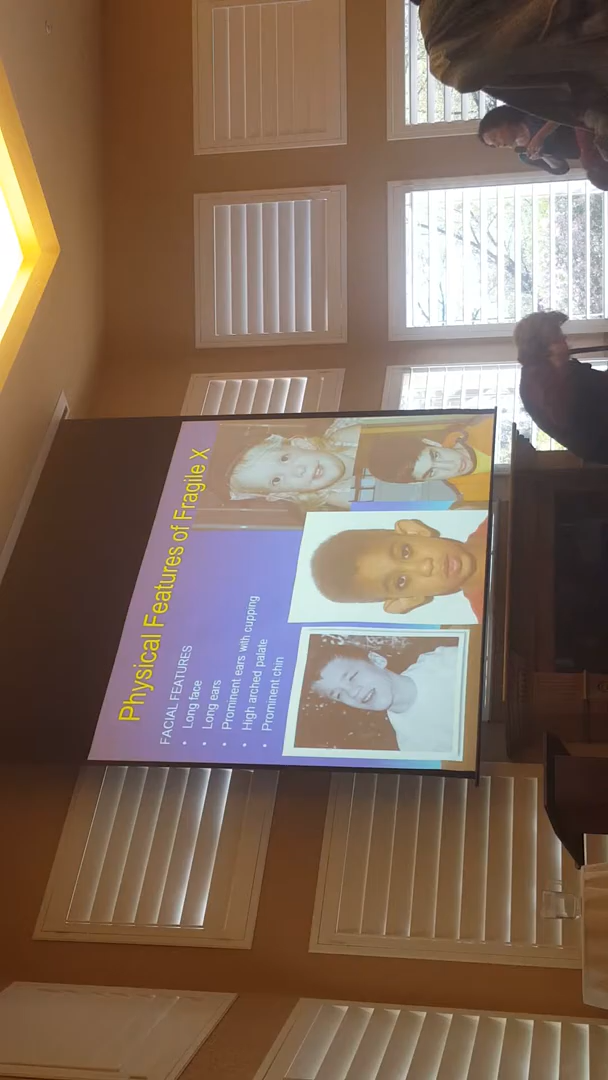 Physical Features of Fragile X
FACIAL FEATURES
• Long face
• Long ears
• Prominent ears with cupping
• High arched palate
• Prominent chin